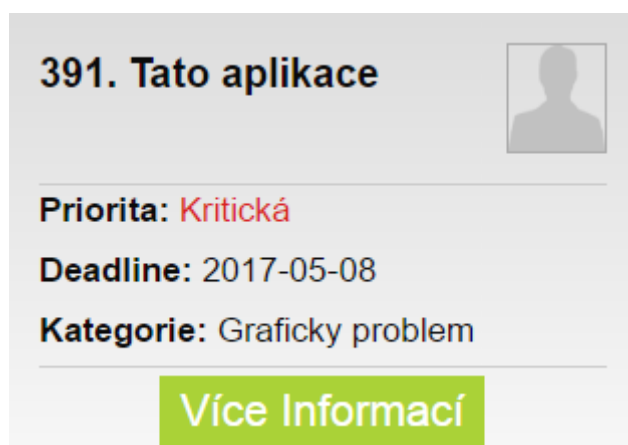 391. Tato aplikace
Priorita: Kritická
Deadline: 2017-05-08
Kategorie: Graficky problem
Více Informací